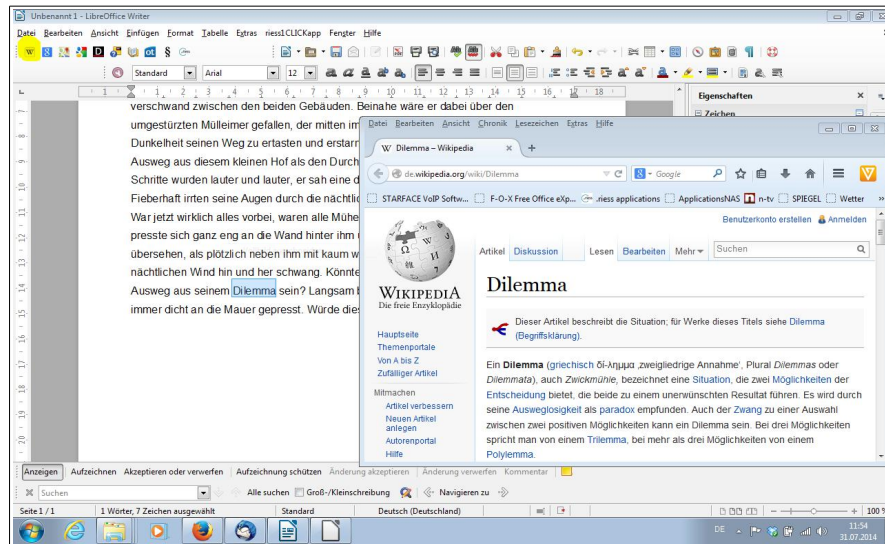 Unbenannt 1 - LibreOffice Writer
Datei Bearbeiten Ansicht Einfügen Format Tabelle Extras riess1CLICKapp Fenster Hilfe
Standard Arial 12
verschwand zwischen den beiden Gebäuden. Beinahe wäre er dabei über den
umgestürzten Mülleimer gefallen, der mitten im
Dunkelheit seinen Weg zu ertasten und erstarr
Ausweg aus diesem kleinen Hof als den Durch
Schritte wurden lauter und lauter, er sah eine d
Fieberhaft irrten seine Augen durch die nächtlic
War jetzt wirklich alles vorbei, waren alle Mühe
presste sich ganz eng an die Wand hinter ihm
übersehen, als plötzlich neben ihm mit kaum w
nächtlichen Wind hin und her schwang. Könnte
Ausweg aus seinem Dilemma sein? Langsam
immer dicht an die Mauer gepresst. Würde dies
Eigenschaften
Zeichen
Datei Bearbeiten Ansicht Chronik Lesezeichen Extras Hilfe
Dilemma – Wikipedia
de.wikipedia.org/wiki/Dilemma
Google
STARFACE VoIP Softw... F-O-X Free Office eXp... .riess applications ApplicationsNAS n-tv SPIEGEL Wetter
Benutzerkonto erstellen Anmelden
Artikel Diskussion Lesen Bearbeiten Mehr Suchen
WIKIPEDIA
Die freie Enzyklopädie
Hauptseite
Themenportale
Von A bis Z
Zufälliger Artikel
Mitmachen
Artikel verbessern
Neuen Artikel
anlegen
Autorenportal
Hilfe
Dilemma
Dieser Artikel beschreibt die Situation; für Werke dieses Titels siehe Dilemma
(Begriffsklärung).
Ein Dilemma (griechisch δί-λημμα ‚zweigliedrige Annahme', Plural Dilemmas oder
Dilemmata), auch Zwickmühle, bezeichnet eine Situation, die zwei Möglichkeiten der
Entscheidung bietet, die beide zu einem unerwünschten Resultat führen. Es wird durch
seine Ausweglosigkeit als paradox empfunden. Auch der Zwang zu einer Auswahl
zwischen zwei positiven Möglichkeiten kann ein Dilemma sein. Bei drei Möglichkeiten
spricht man von einem Trilemma, bei mehr als drei Möglichkeiten von einem
Polylemma.
Anzeigen Aufzeichnen Akzeptieren oder verwerfen Aufzeichnung schützen Änderung akzeptieren Änderung verwerfen Kommentar
Suchen Alle suchen Groß-/Kleinschreibung Navigieren zu
Seite 1 / 1 1 Wörter, 7 Zeichen ausgewählt Standard Deutsch (Deutschland) 100 %
DE 11:54
31.07.2014